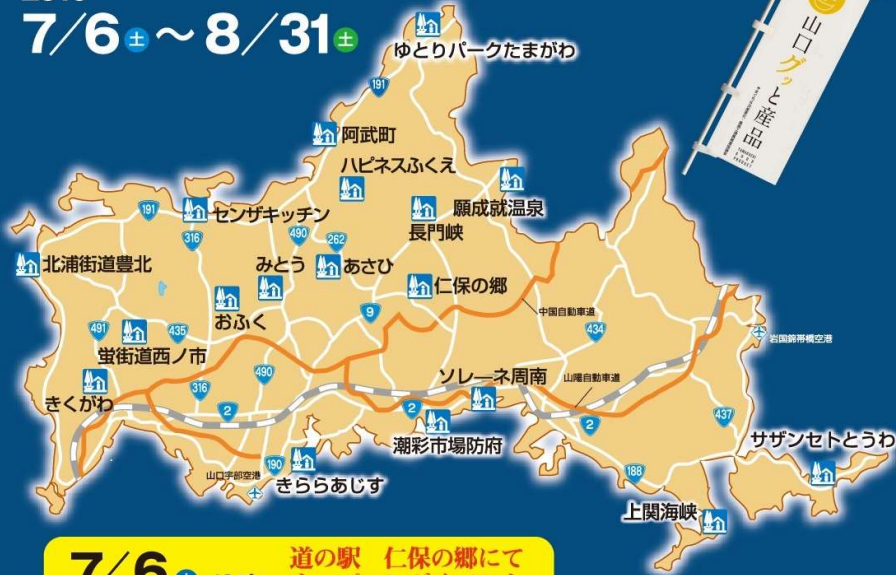 7/6土～8/31土
山口グッと産品
ゆとりパークたまがわ
191
阿武町
ハピネスふくえ
願成就温泉
191
センザキッチン
316
490
262
長門峡
北浦街道豊北
みとう
あさひ
仁保の郷
おふく
9
中国自動車道
434
491
435
蛍街道西ノ市
岩国錦帯橋空港
490
ソレーネ周南
山陽自動車道
きくがわ
316
2
2
2
437
潮彩市場防府
サザンセトとうわ
190
山口宇部空港
きららあじす
188
上関海峡
7/6
道の駅 仁保の郷にて